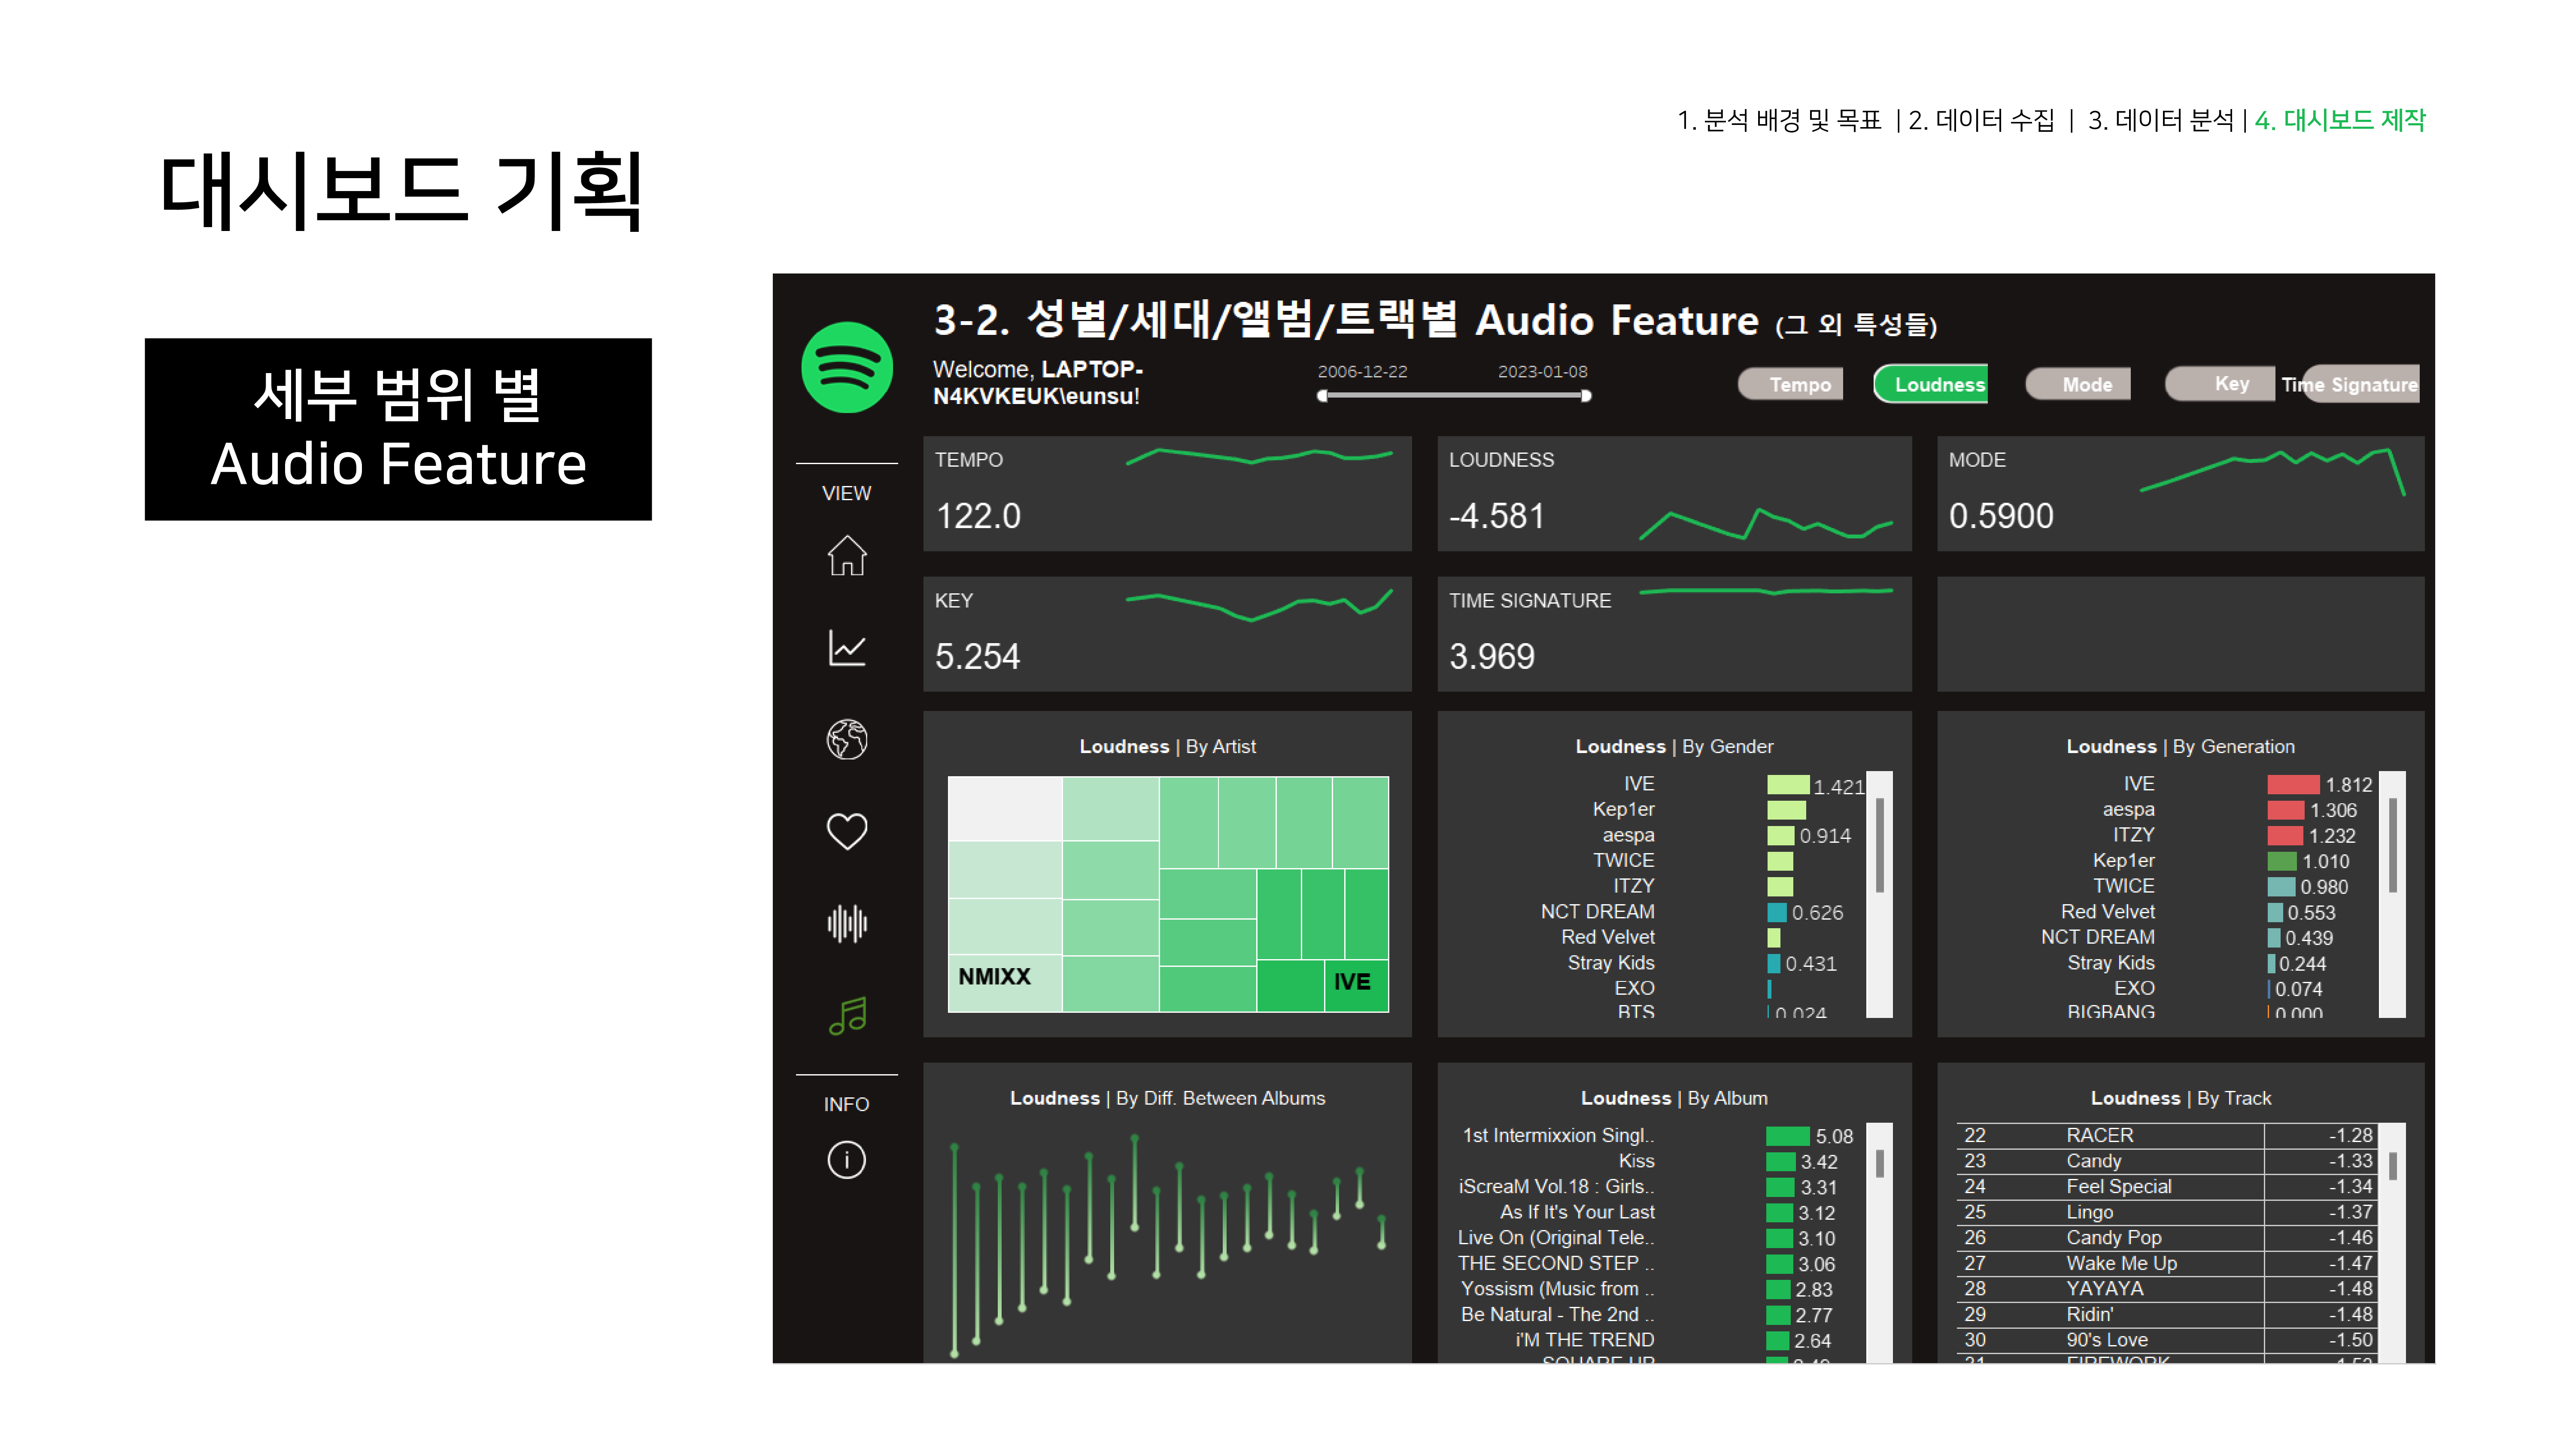 1. 분석 배경 및 목표 | 2. 데이터 수집 | 3. 데이터 분석 | 4. 대시보드 제작
대시보드 기획
세부 범위 별
Audio Feature
3-2. 성별/세대/앨범/트랙별 Audio Feature (그 외 특성들)
Welcome, LAPTOP-
N4KVKEUK\eunsu!
2006-12-22 2023-01-08
Tempo Loudness Mode Key Time Signature
VIEW
INFO
TEMPO
122.0
LOUDNESS
-4.581
MODE
0.5900
KEY
5.254
TIME SIGNATURE
3.969
Loudness | By Artist
NMIXX
IVE
Loudness | By Gender
IVE 1.421
Kep1er
aespa 0.914
TWICE
ITZY
NCT DREAM 0.626
Red Velvet
Stray Kids 0.431
EXO
BTS 0.024
Loudness | By Generation
IVE 1.812
aespa 1.306
ITZY 1.232
Kep1er 1.010
TWICE 0.980
Red Velvet 0.553
NCT DREAM 0.439
Stray Kids 0.244
EXO 0.074
BIGBANG 0.000
Loudness | By Diff. Between Albums
Loudness | By Album
1st Intermixxion Singl.. 5.08
Kiss 3.42
iScreaM Vol.18 : Girls.. 3.31
As If It's Your Last 3.12
Live On (Original Tele.. 3.10
THE SECOND STEP .. 3.06
Yossism (Music from .. 2.83
Be Natural - The 2nd .. 2.77
i'M THE TREND 2.64
SQUARE UP
Loudness | By Track
22 RACER -1.28
23 Candy -1.33
24 Feel Special -1.34
25 Lingo -1.37
26 Candy Pop -1.46
27 Wake Me Up -1.47
28 YAYAYA -1.48
29 Ridin' -1.48
30 90's Love -1.50
31 FIREWORK